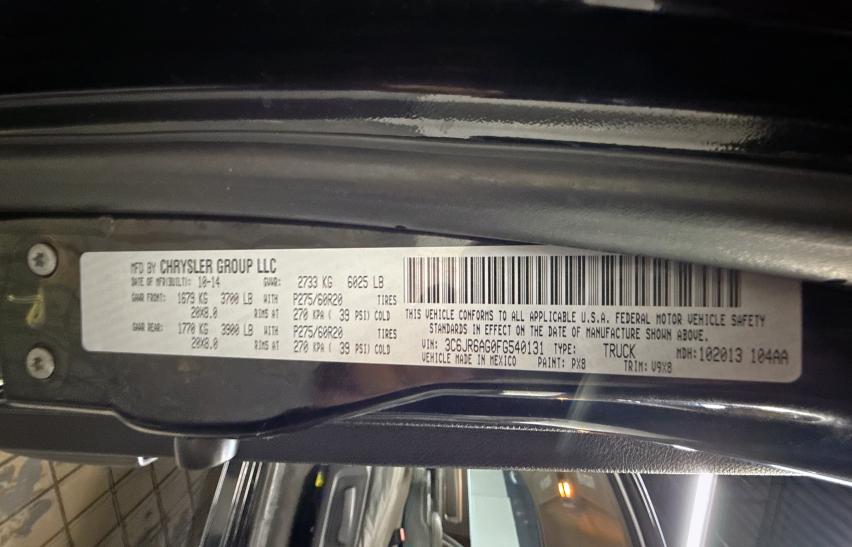 MFD BY CHRYSLER GROUP LLC
DATE OF MFR(BUILT): 10-14 GVWR: 2733 KG 6025 LB
GAWR FRONT: 1679 KG 3700 LB WITH P275/60R20 TIRES
20X8.0 RIMS AT 270 KPA ( 39 PSI) COLD
GAWR REAR: 1770 KG 3900 LB WITH P275/60R20 TIRES
20X8.0 RIMS AT 270 KPA ( 39 PSI) COLD
THIS VEHICLE CONFORMS TO ALL APPLICABLE U.S.A. FEDERAL MOTOR VEHICLE SAFETY
STANDARDS IN EFFECT ON THE DATE OF MANUFACTURE SHOWN ABOVE.
VIN: 3C6JR6AG0FG540131 TYPE: TRUCK MDH: 102013 104AA
VEHICLE MADE IN MEXICO PAINT: PX8 TRIM: V9X8